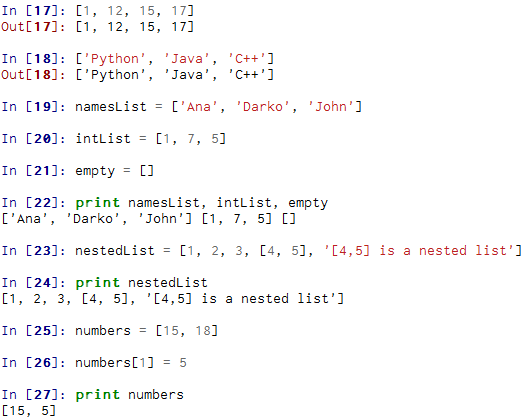 In [17]: [1, 12, 15, 17]
Out[17]: [1, 12, 15, 17]
In [18]: ['Python', 'Java', 'C++']
Out[18]: ['Python', 'Java', 'C++']
In [19]: namesList = ['Ana', 'Darko', 'John']
In [20]: intList = [1, 7, 5]
In [21]: empty = []
In [22]: print namesList, intList, empty
['Ana', 'Darko', 'John'] [1, 7, 5] []
In [23]: nestedList = [1, 2, 3, [4, 5], '[4,5] is a nested list']
In [24]: print nestedList
[1, 2, 3, [4, 5], '[4,5] is a nested list']
In [25]: numbers = [15, 18]
In [26]: numbers[1] = 5
In [27]: print numbers
[15, 5]